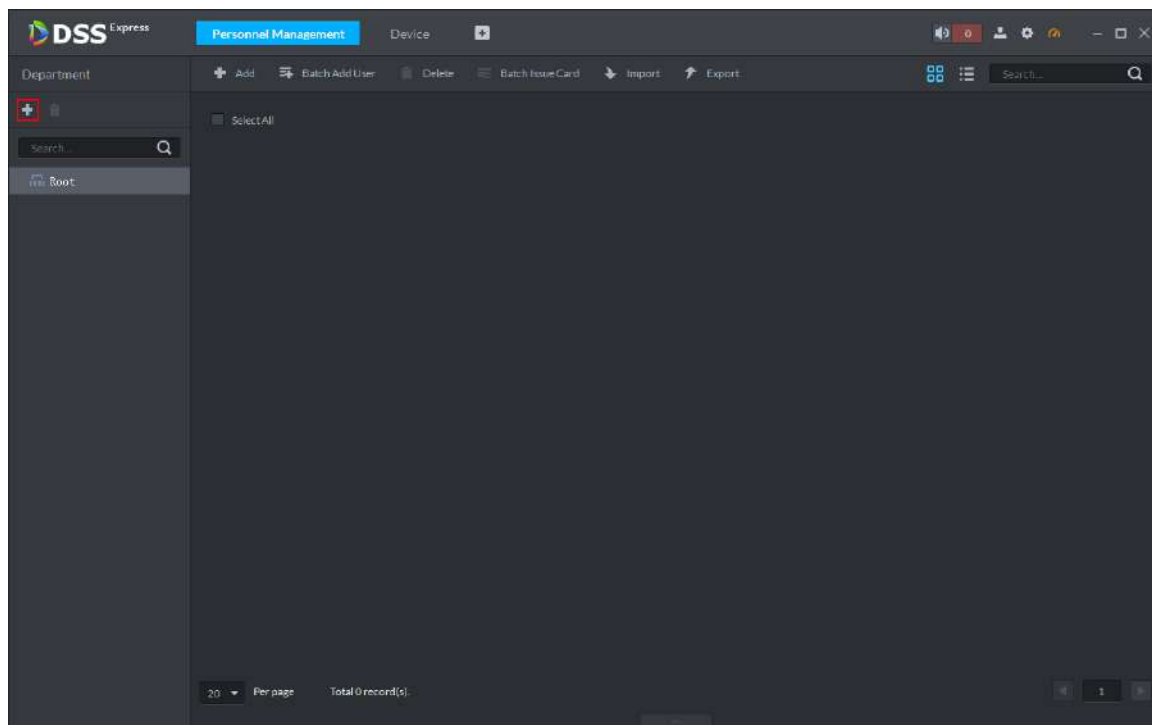 DSS Express Personnel Management Device 0
Department Add Batch Add User Delete Batch Issue Card Import Export Search...
Select All
Search...
Root
20 Per page Total 0 record(s). 1